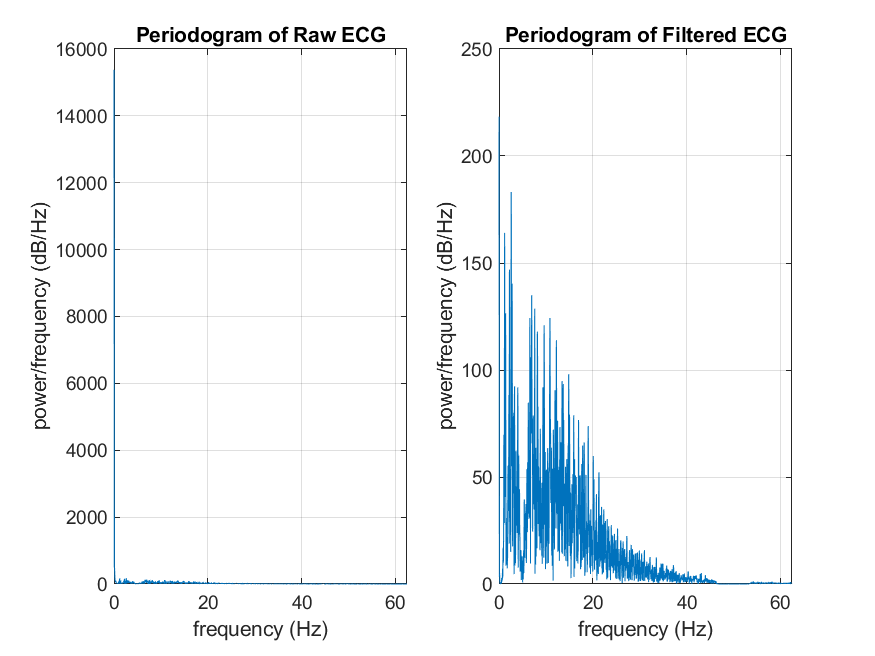 Periodogram of Raw ECG
16000
14000
12000
10000
8000
6000
4000
2000
0
0 20 40 60
power/frequency (dB/Hz)
frequency (Hz)
Periodogram of Filtered ECG
250
200
150
100
50
0
0 20 40 60
power/frequency (dB/Hz)
frequency (Hz)